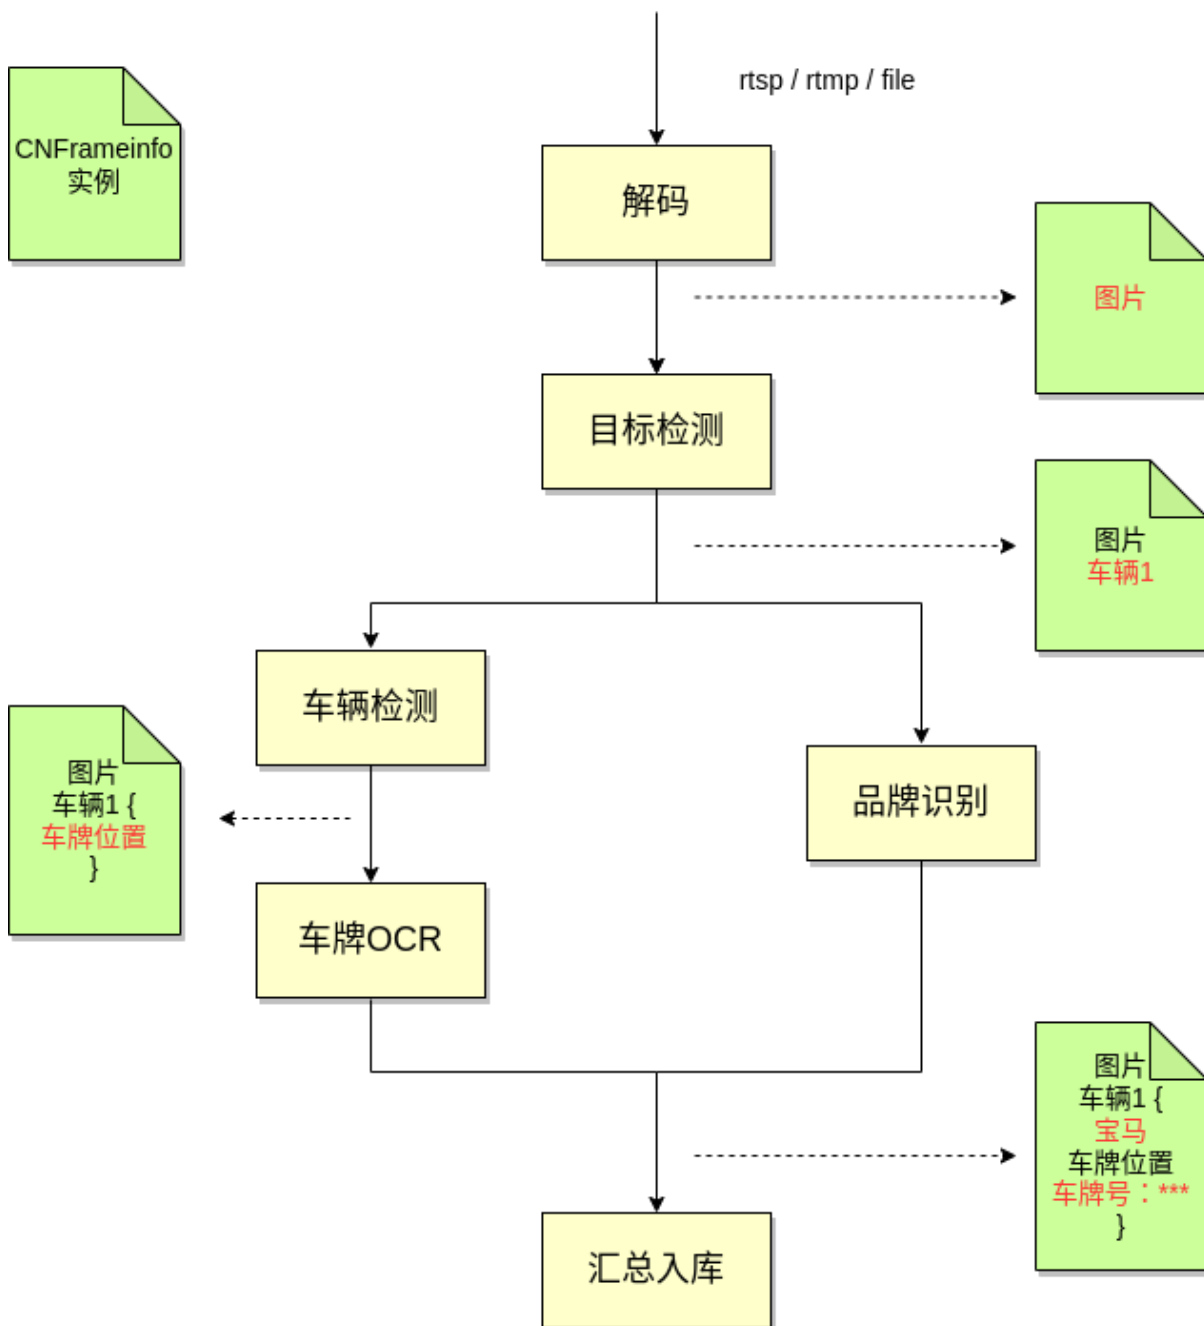 rtsp / rtmp / file
CNFrameinfo
实例
解码
图片
目标检测
图片
车辆1
车辆检测
品牌识别
图片
车辆1 {
车牌位置
}
车牌OCR
图片
车辆1 {
宝马
车牌位置
车牌号：***
}
汇总入库